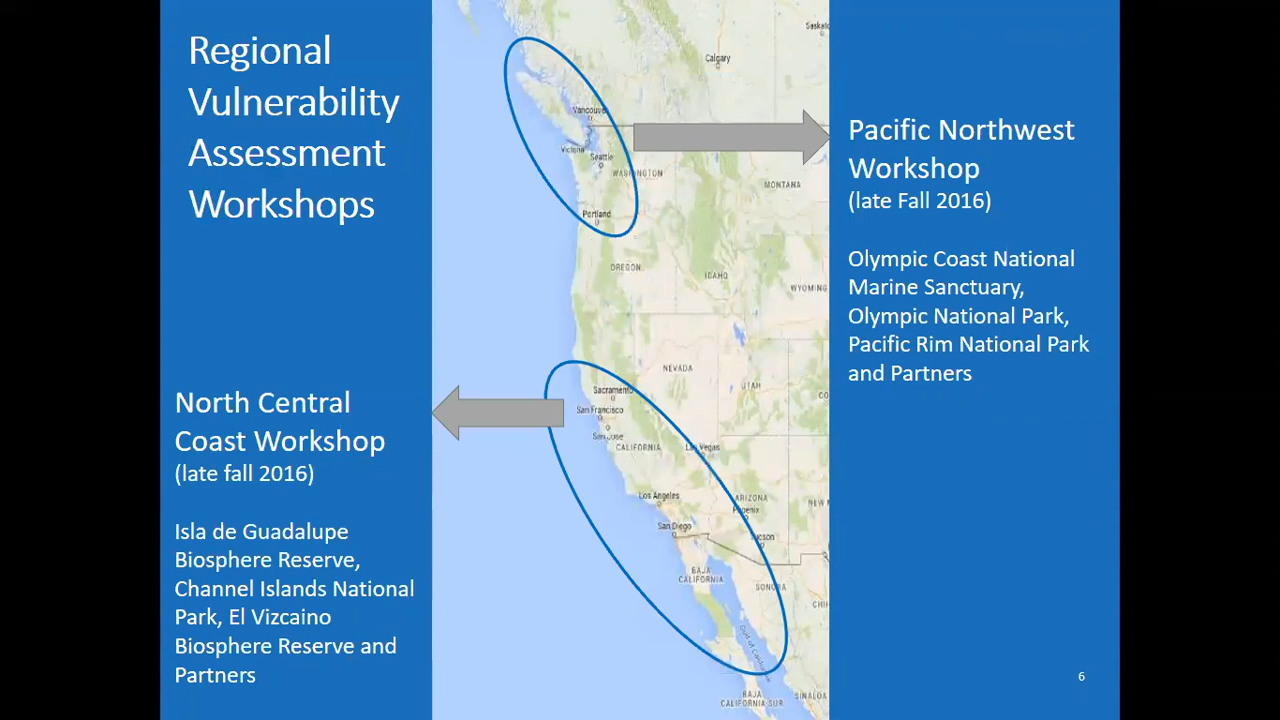 Regional
Vulnerability
Assessment
Workshops
North Central
Coast Workshop
(late fall 2016)
Isla de Guadalupe
Biosphere Reserve,
Channel Islands National
Park, El Vizcaino
Biosphere Reserve and
Partners
Calgary
Vancouver
Victoria
Seattle
WASHINGTON
MONTANA
Portland
OREGON
IDAHO
WYOMING
NEVADA
UTAH
Sacramento
San Francisco
San Jose
CALIFORNIA
Las Vegas
Los Angeles
ARIZONA
Phoenix
San Diego
Tucson
BAJA
CALIFORNIA
SONORA
Gulf of California
BAJA
CALIFORNIA SUR
SINALOA
Pacific Northwest
Workshop
(late Fall 2016)
Olympic Coast National
Marine Sanctuary,
Olympic National Park,
Pacific Rim National Park
and Partners
6